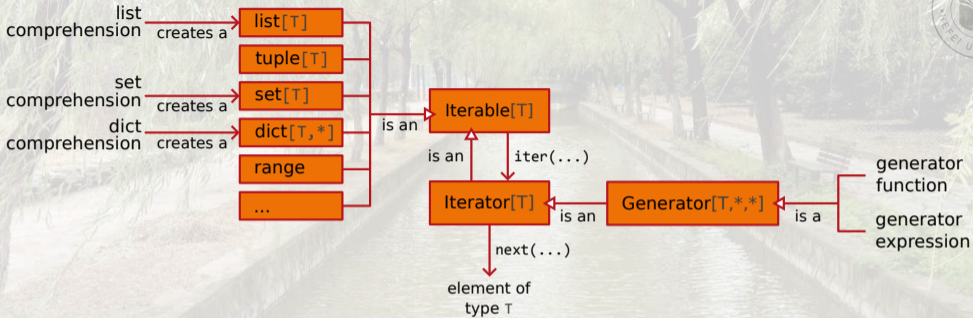 list
comprehension
creates a
list[T]
tuple[T]
set
comprehension
creates a
set[T]
dict
comprehension
creates a
dict[T,*]
range
...
is an
Iterable[T]
is an
iter(...)
Iterator[T]
is an
Generator[T,*,*]
is a
generator
function
generator
expression
next(...)
element of
type T